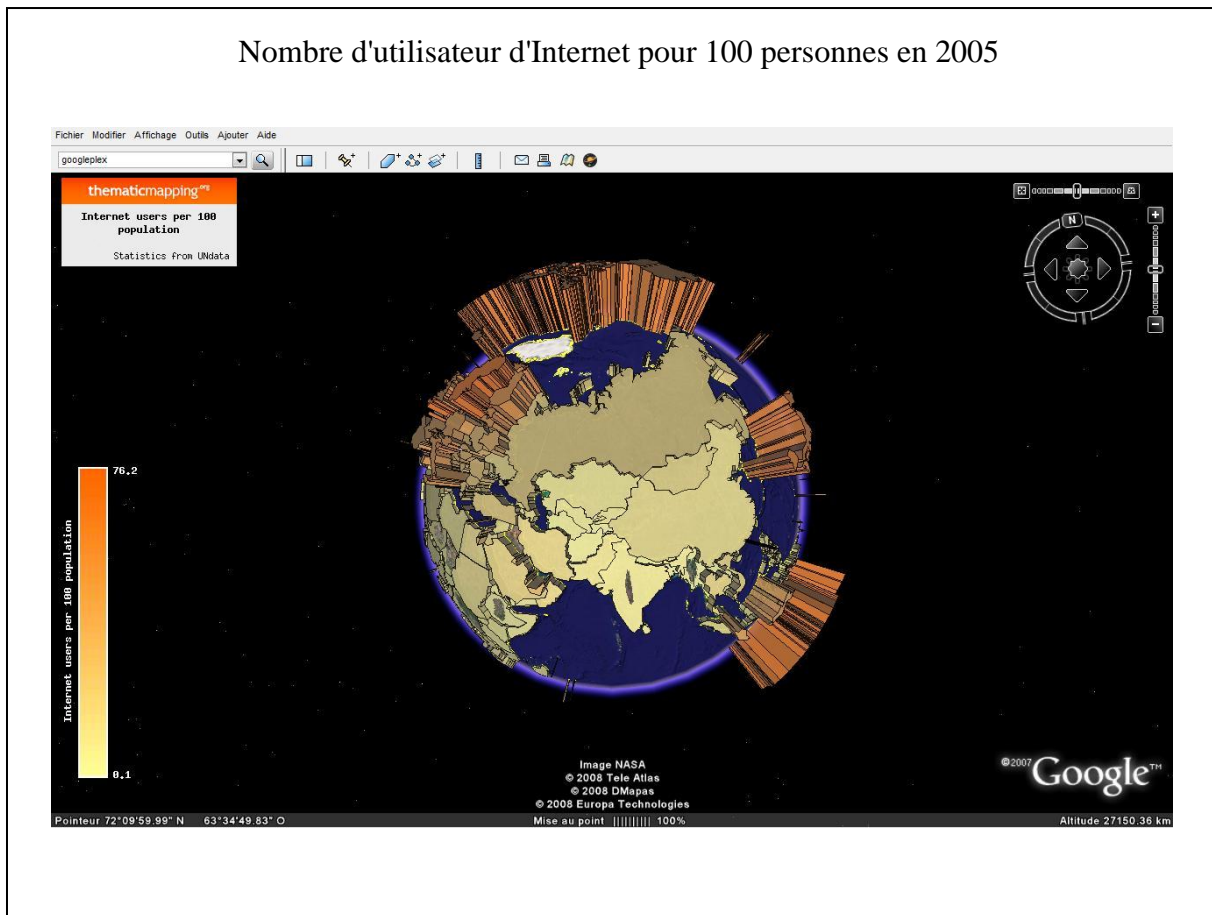 Nombre d'utilisateur d'Internet pour 100 personnes en 2005
Fichier Modifier Affichage Outils Ajouter Aide
googleplex
thematicmapping.org
Internet users per 100
population
Statistics from UNdata
N
76.2
Internet users per 100 population
0.1
Image NASA
© 2008 Tele Atlas
© 2008 DMapas
© 2008 Europa Technologies
©2007 Google™
Pointeur 72°09'59.99" N 63°34'49.83" O
Mise au point |||||||||| 100%
Altitude 27150.36 km